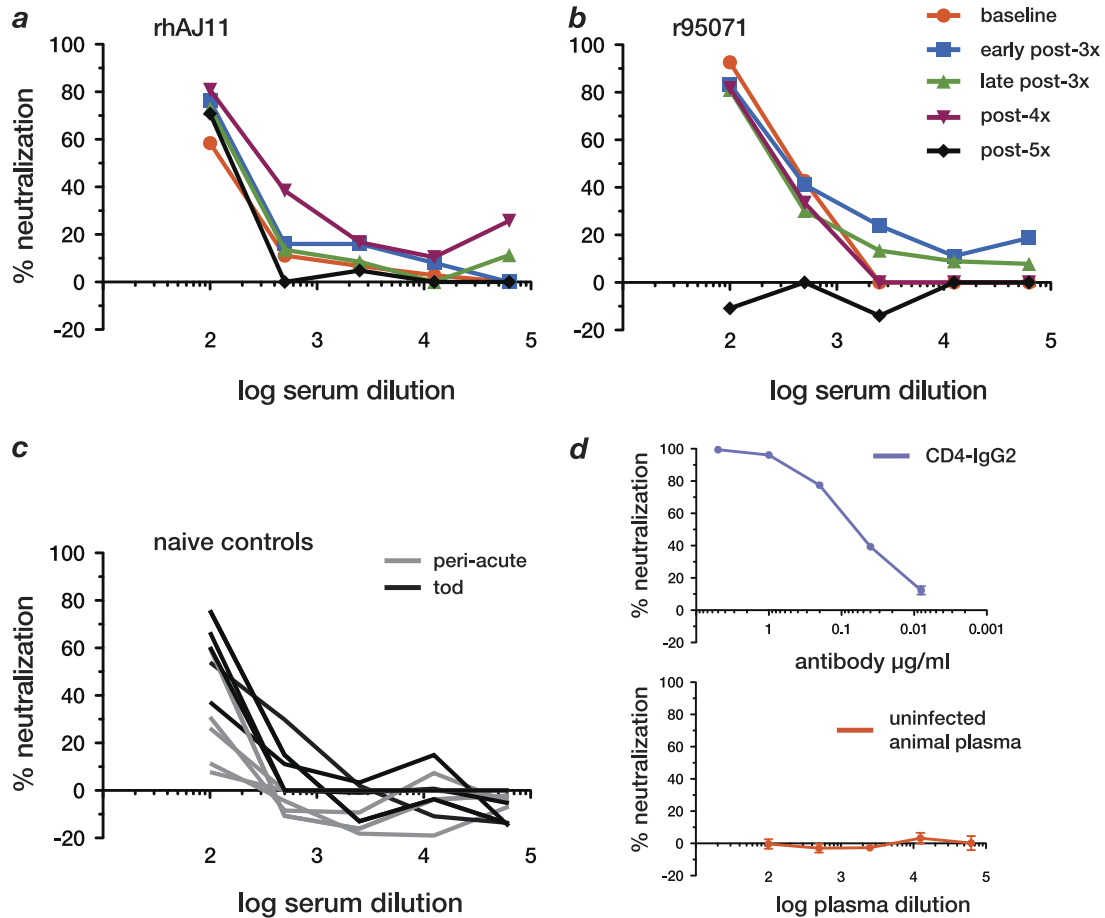 a
rhAJ11
100
80
60
40
20
0
-20
% neutralization
2
3
4
5
log serum dilution
b
r95071
100
80
60
40
20
0
-20
% neutralization
2
3
4
5
log serum dilution
baseline
early post-3x
late post-3x
post-4x
post-5x
c
naive controls
peri-acute
tod
100
80
60
40
20
0
-20
% neutralization
2
3
4
5
log serum dilution
d
CD4-IgG2
100
80
60
40
20
0
-20
% neutralization
1
0.1
0.01
0.001
antibody µg/ml
uninfected
animal plasma
100
80
60
40
20
0
-20
% neutralization
2
3
4
5
log plasma dilution